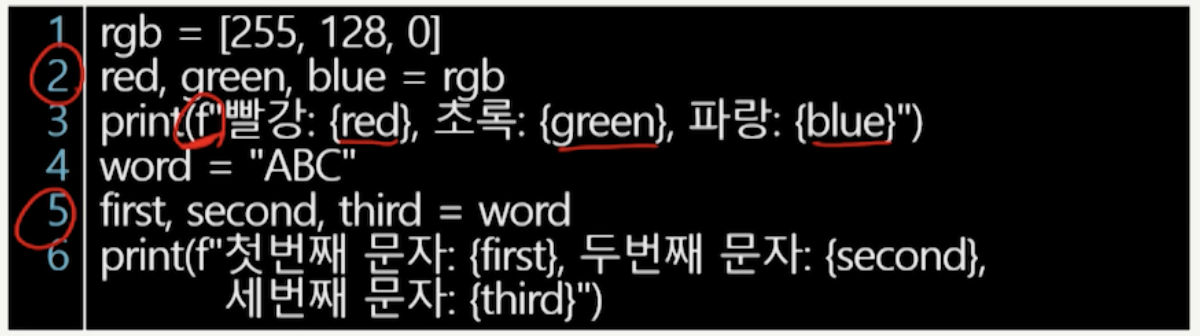 1 rgb = [255, 128, 0]
2 red, green, blue = rgb
3 print(f"빨강: {red}, 초록: {green}, 파랑: {blue}")
4 word = "ABC"
5 first, second, third = word
6 print(f"첫번째 문자: {first}, 두번째 문자: {second},
세번째 문자: {third}")